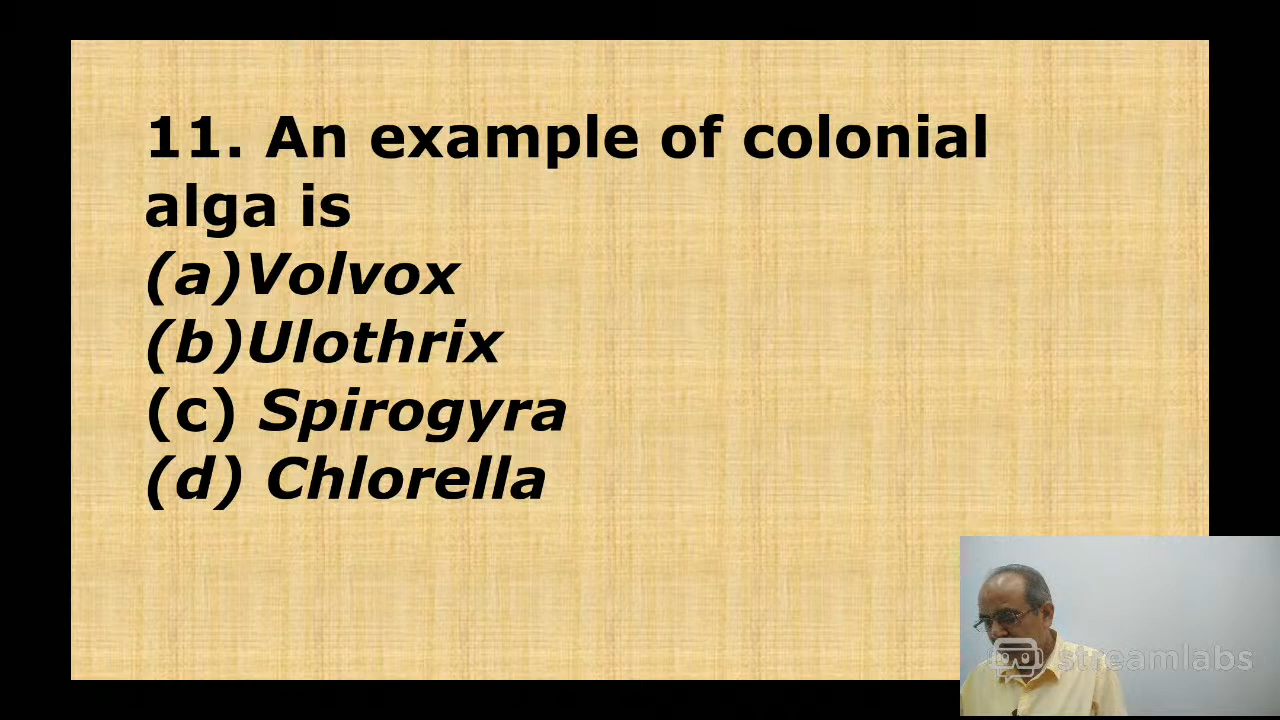 11. An example of colonial
alga is
(a)Volvox
(b)Ulothrix
(c) Spirogyra
(d) Chlorella
streamlabs